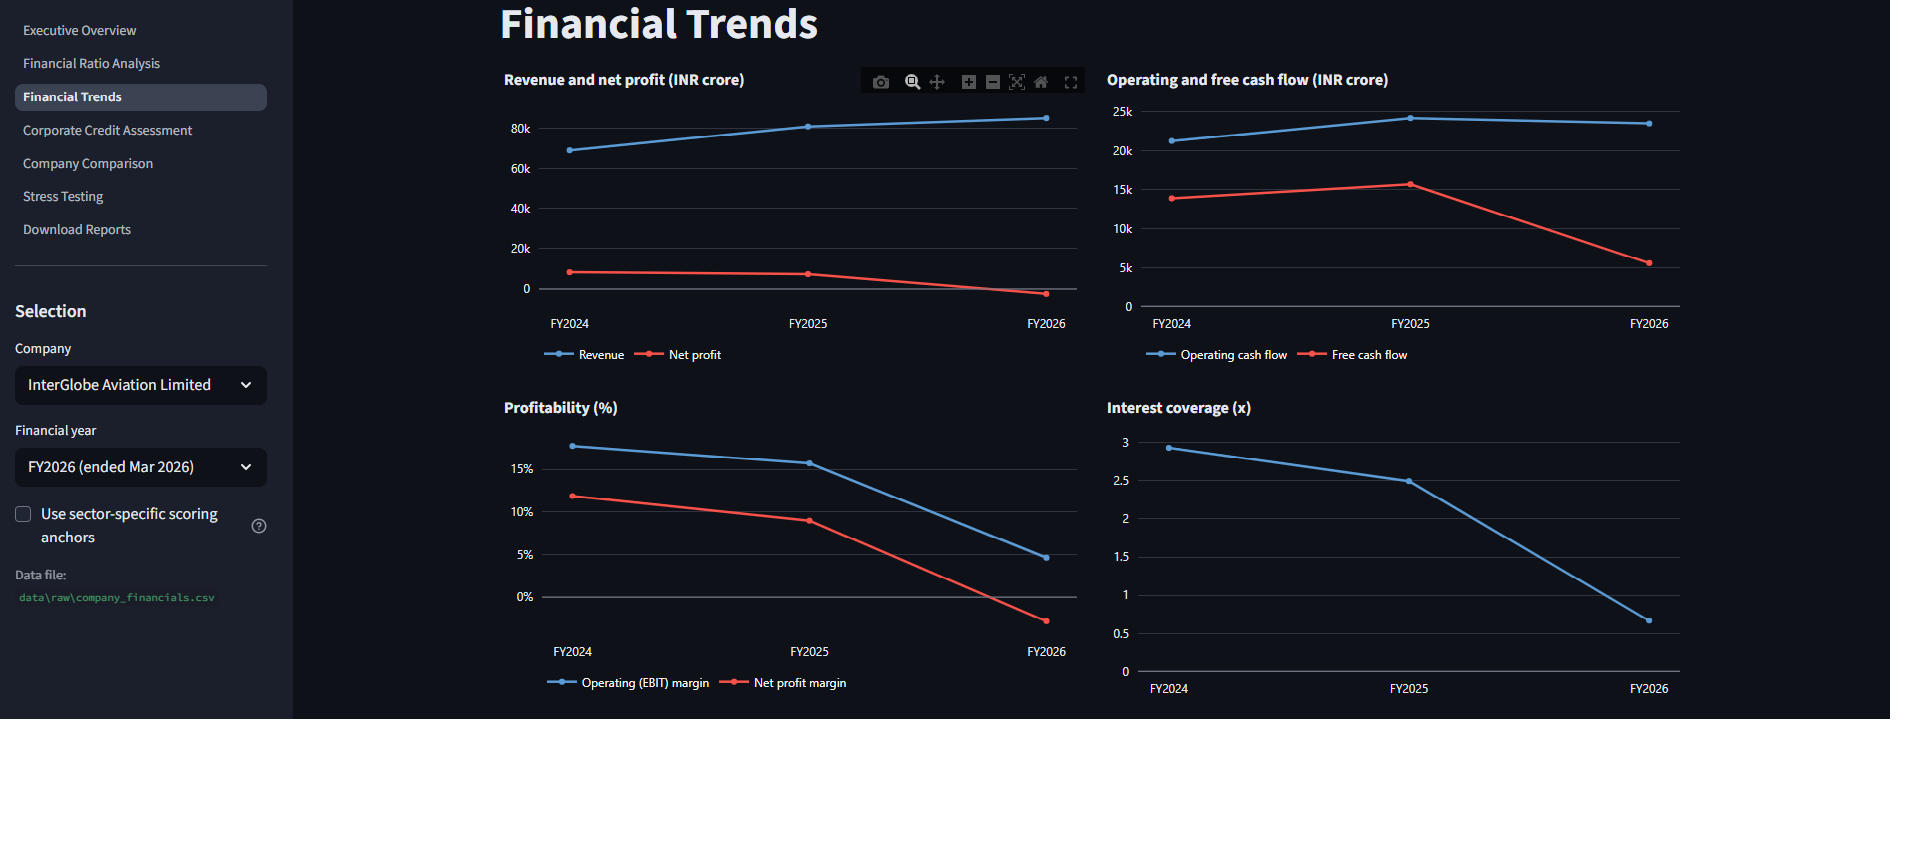 Executive Overview
Financial Ratio Analysis
Financial Trends
Corporate Credit Assessment
Company Comparison
Stress Testing
Download Reports
Selection
Company
InterGlobe Aviation Limited
Financial year
FY2026 (ended Mar 2026)
Use sector-specific scoring
anchors
Data file:
data\raw\company_financials.csv
Financial Trends
Revenue and net profit (INR crore)
80k
60k
40k
20k
0
FY2024 FY2025 FY2026
Revenue Net profit
Operating and free cash flow (INR crore)
25k
20k
15k
10k
5k
0
FY2024 FY2025 FY2026
Operating cash flow Free cash flow
Profitability (%)
15%
10%
5%
0%
FY2024 FY2025 FY2026
Operating (EBIT) margin Net profit margin
Interest coverage (x)
3
2.5
2
1.5
1
0.5
0
FY2024 FY2025 FY2026